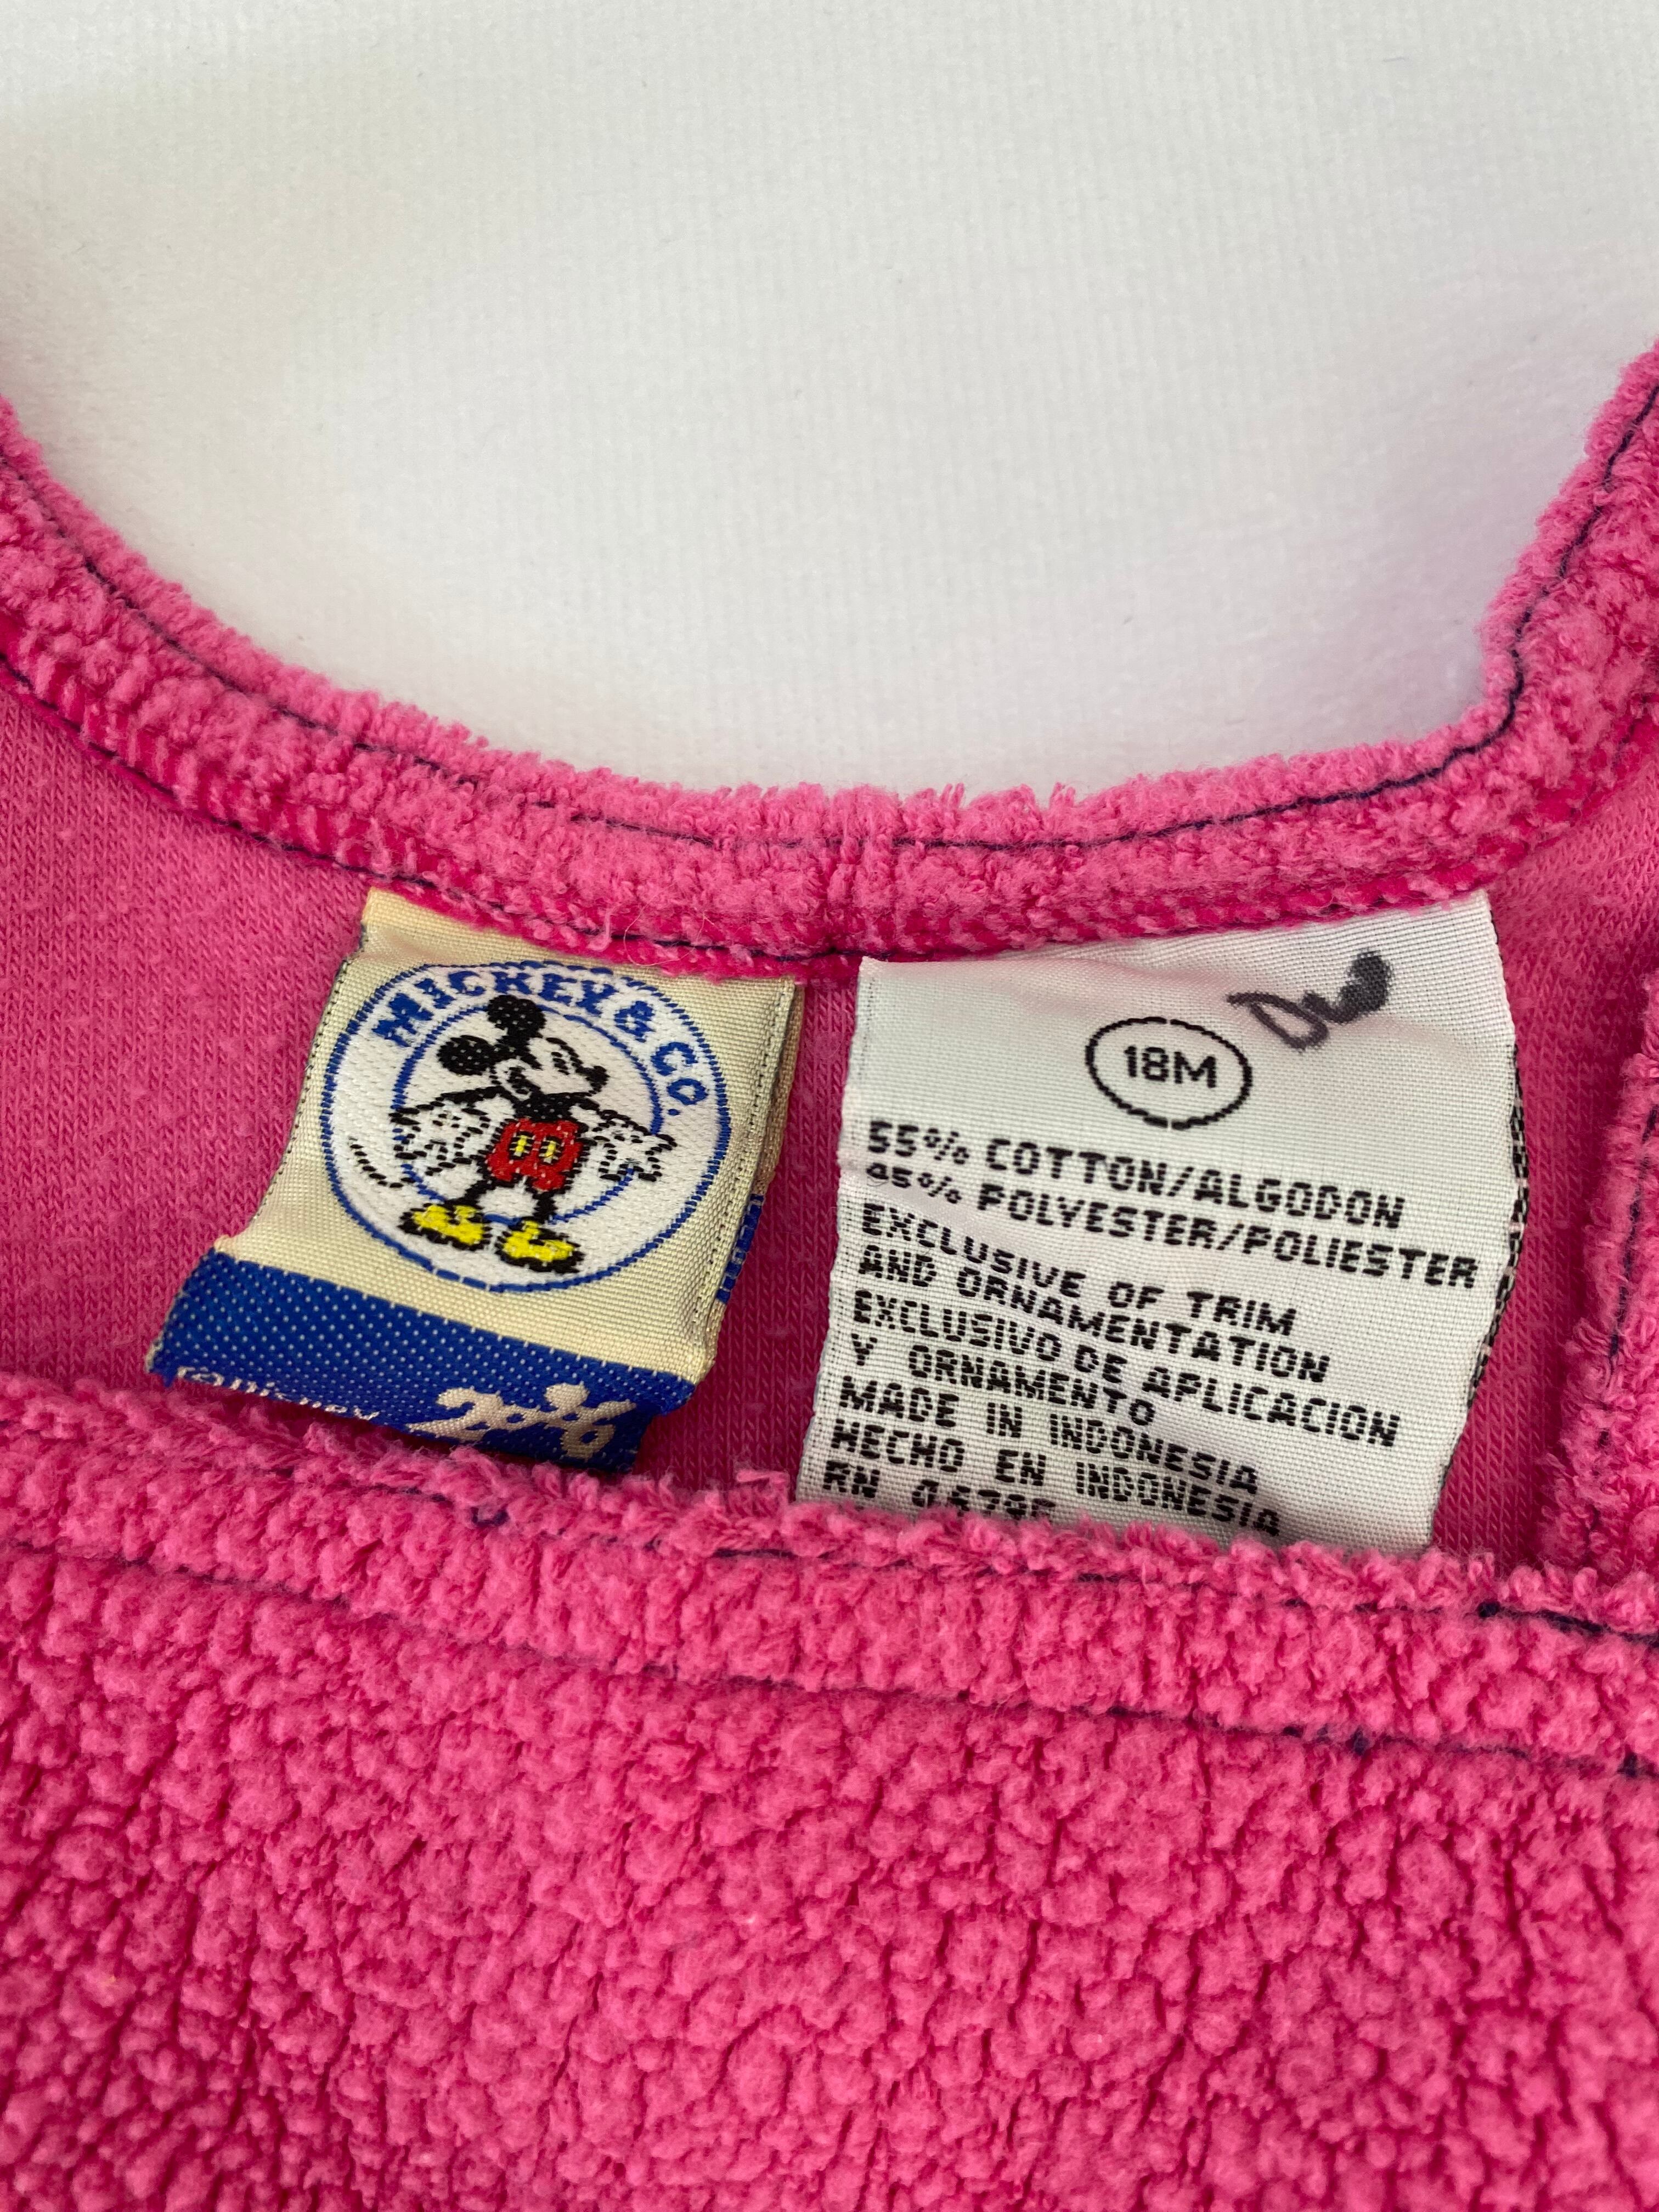 MICKEY & CO.
18M
55% COTTON/ALGODON
45% POLYESTER/POLIESTER
EXCLUSIVE OF TRIM
AND ORNAMENTATION
EXCLUSIVO DE APLICACION
Y ORNAMENTO
MADE IN INDONESIA
HECHO EN INDONESIA
RN